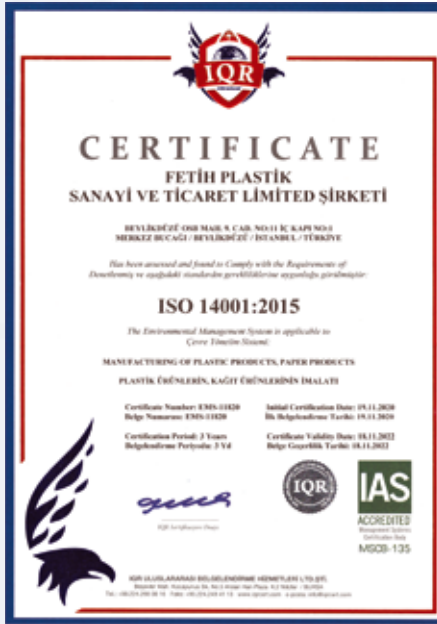 IQR
CERTIFICATE
FETİH PLASTİK
SANAYİ VE TİCARET LİMİTED ŞİRKETİ
BEYLİKDÜZÜ OSB MAH. 9. CAD. NO:11 İÇ KAPI NO:1
MERKEZ BUCAĞI / BEYLİKDÜZÜ / İSTANBUL / TÜRKİYE
Has been assessed and found to Comply with the Requirements of
Denetlenmiş ve aşağıdaki standardın gerekliliklerine uygunluğu görülmüştür:
ISO 14001:2015
The Environmental Management System is applicable to
Çevre Yönetim Sistemi:
MANUFACTURING OF PLASTIC PRODUCTS, PAPER PRODUCTS
PLASTİK ÜRÜNLERİN, KAĞIT ÜRÜNLERİNİN İMALATI
Certificate Number: EMS-11820
Belge Numarası: EMS-11820
Initial Certification Date: 19.11.2020
İlk Belgelendirme Tarihi: 19.11.2020
Certification Period: 3 Years
Belgelendirme Periyodu: 3 Yıl
Certificate Validity Date: 18.11.2022
Belge Geçerlilik Tarihi: 18.11.2022
IQR
IAS
ACCREDITED
Management Systems
Certification Body
MSCB-135
IQR ULUSLARARASI BELGELENDİRME HİZMETLERİ LTD.ŞTİ.